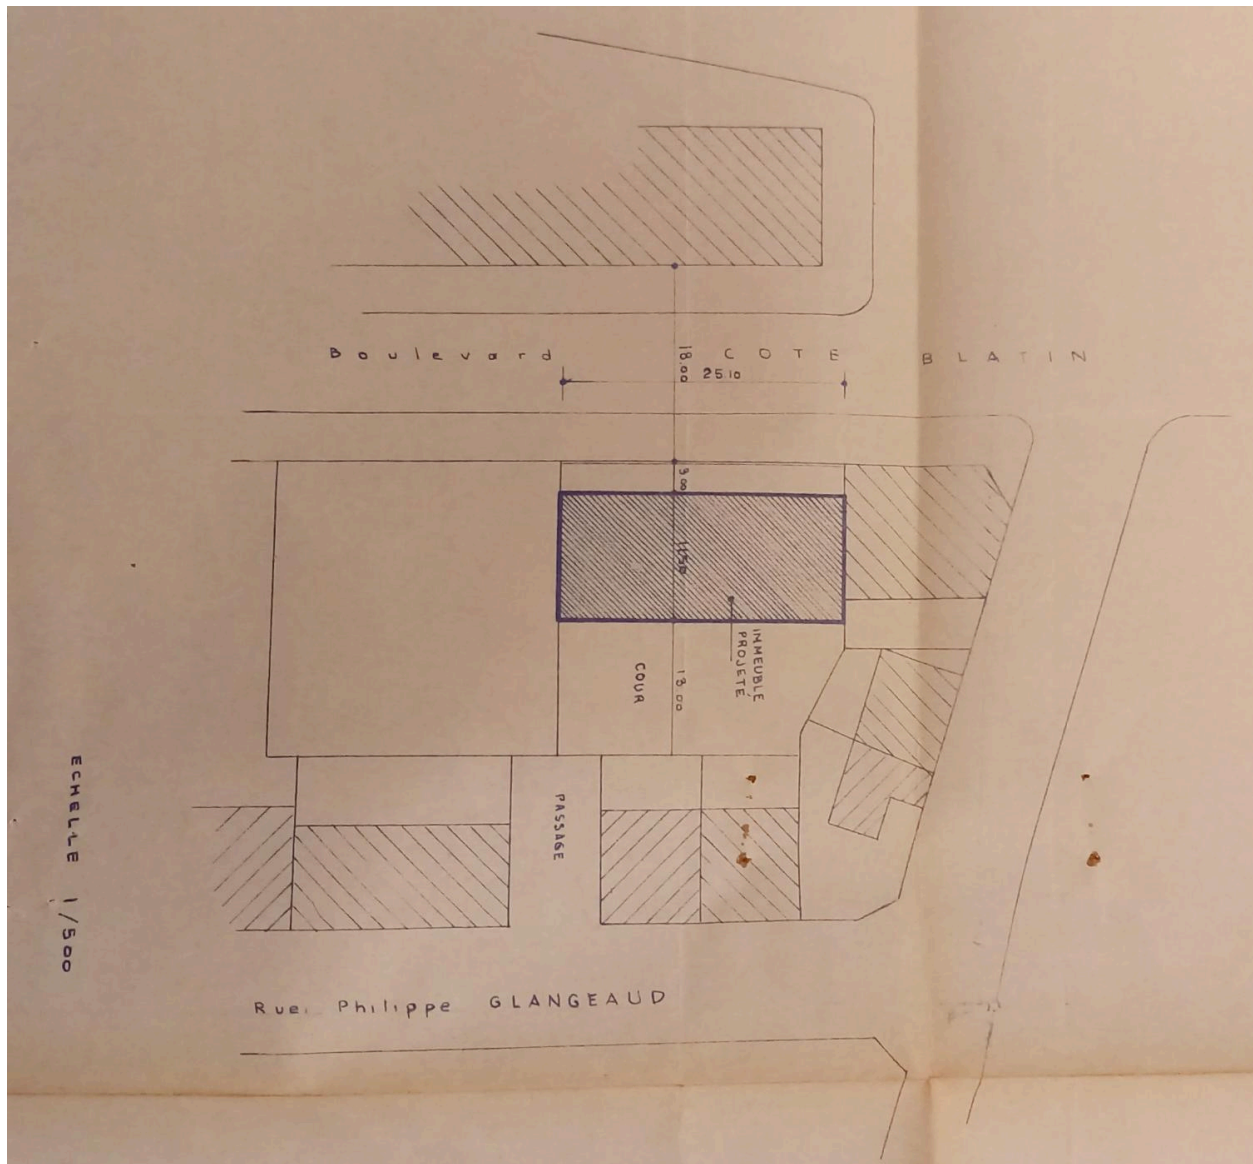 Boulevard COTE BLATIN
18.00
25 10
3.00
11.50
IMMEUBLE
PROJETÉ
COUR
13.00
PASSAGE
ECHELLE 1/500
Rue. Philippe GLANGEAUD